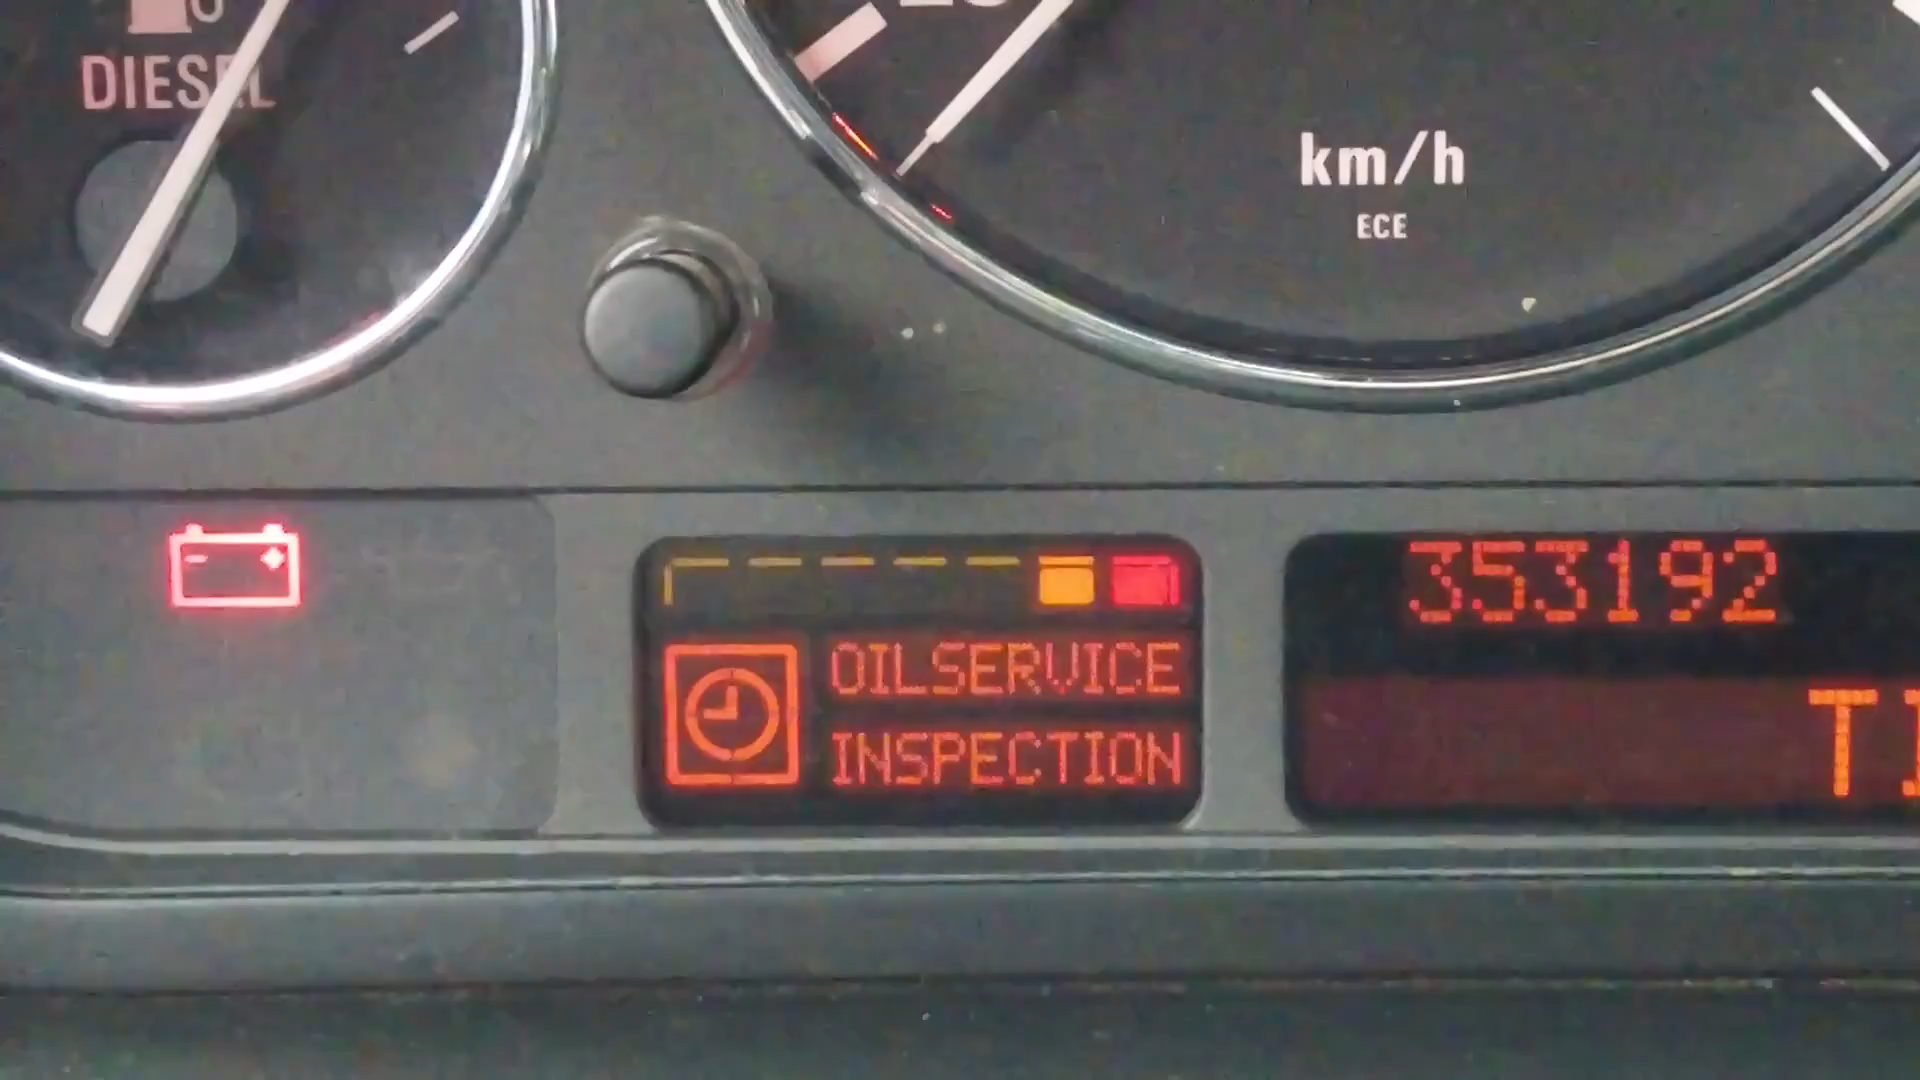 DIESEL
km/h
ECE
353192
OILSERVICE
INSPECTION